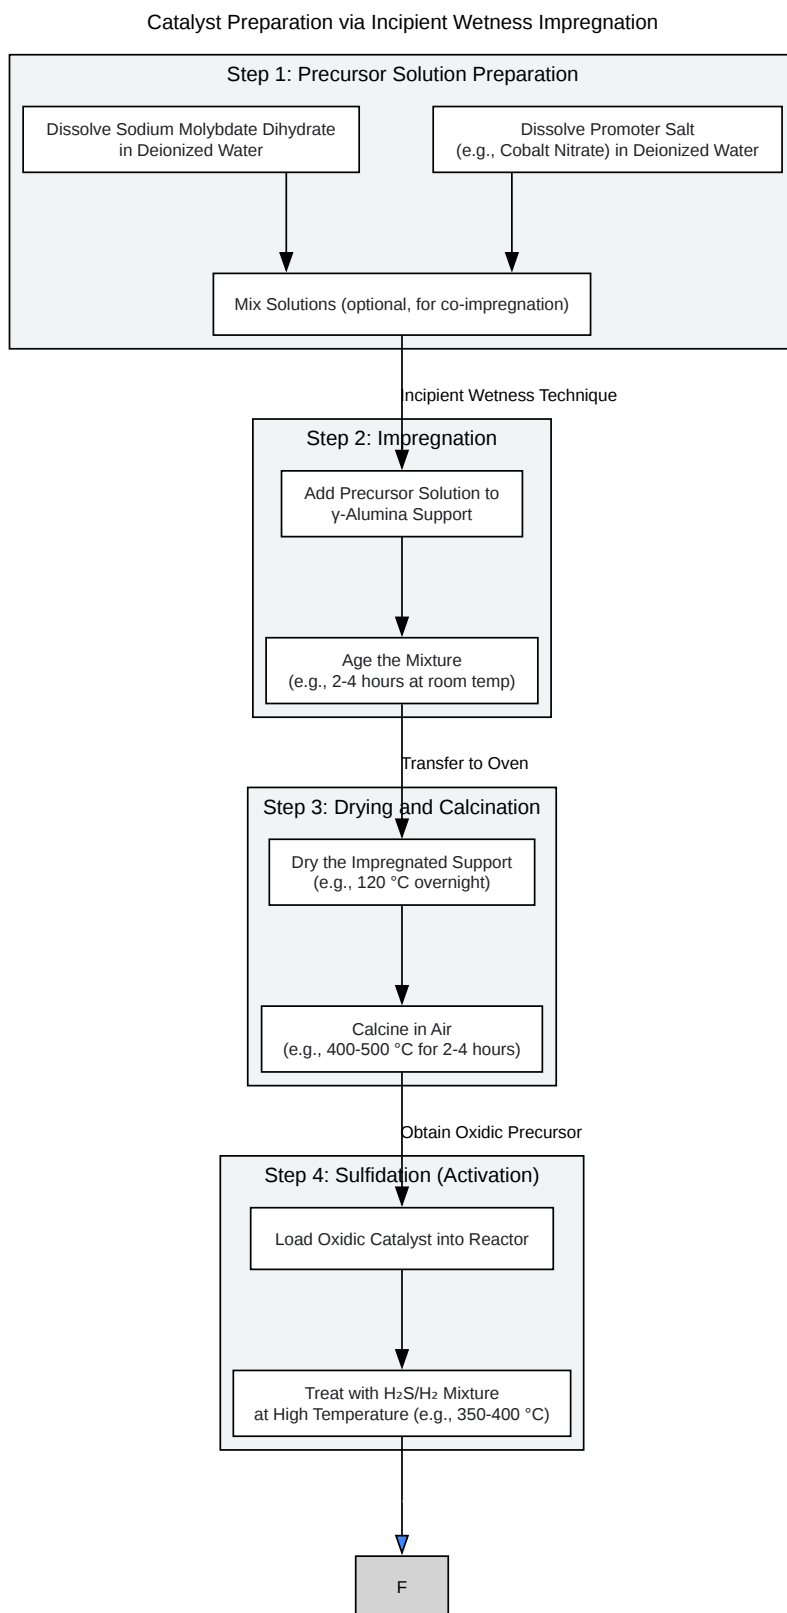 Catalyst Preparation via Incipient Wetness Impregnation
Step 1: Precursor Solution Preparation
Dissolve Sodium Molybdate Dihydrate
in Deionized Water
Dissolve Promoter Salt
(e.g., Cobalt Nitrate) in Deionized Water
Mix Solutions (optional, for co-impregnation)
Incipient Wetness Technique
Step 2: Impregnation
Add Precursor Solution to
γ-Alumina Support
Age the Mixture
(e.g., 2-4 hours at room temp)
Transfer to Oven
Step 3: Drying and Calcination
Dry the Impregnated Support
(e.g., 120 °C overnight)
Calcine in Air
(e.g., 400-500 °C for 2-4 hours)
Obtain Oxidic Precursor
Step 4: Sulfidation (Activation)
Load Oxidic Catalyst into Reactor
Treat with H₂S/H₂ Mixture
at High Temperature (e.g., 350-400 °C)
F